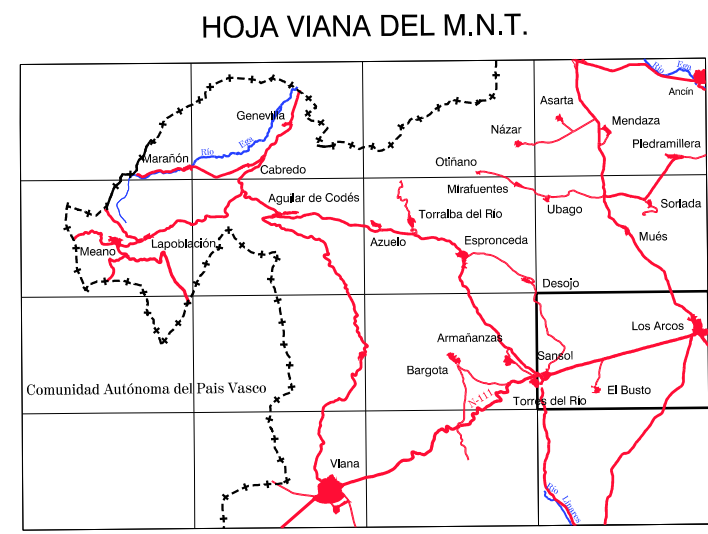 HOJA VIANA DEL M.N.T.
Río Ega
Ancín
Asarta
Genevilla
Mendaza
Názar
Río Ega
Piedramillera
Marañón
Otiñano
Cabredo
Mirafuentes
Aguilar de Codés
Ubago
Sorlada
Torralba del Río
Mués
Meano
Lapoblación
Azuelo
Espronceda
Desojo
Los Arcos
Armañanzas
Sansol
Bargota
Comunidad Autónoma del Pais Vasco
El Busto
N-111
Torres del Río
Viana
Río Linares